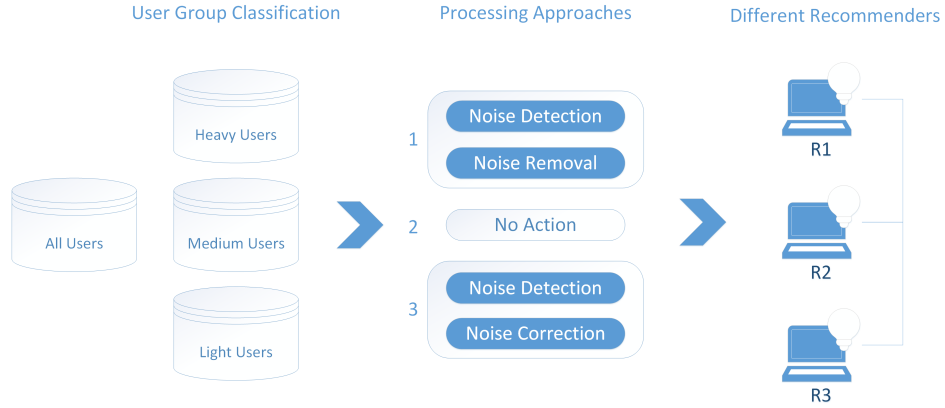 User Group Classification
Processing Approaches
Different Recommenders
All Users
Heavy Users
Medium Users
Light Users
1
Noise Detection
Noise Removal
2
No Action
3
Noise Detection
Noise Correction
R1
R2
R3